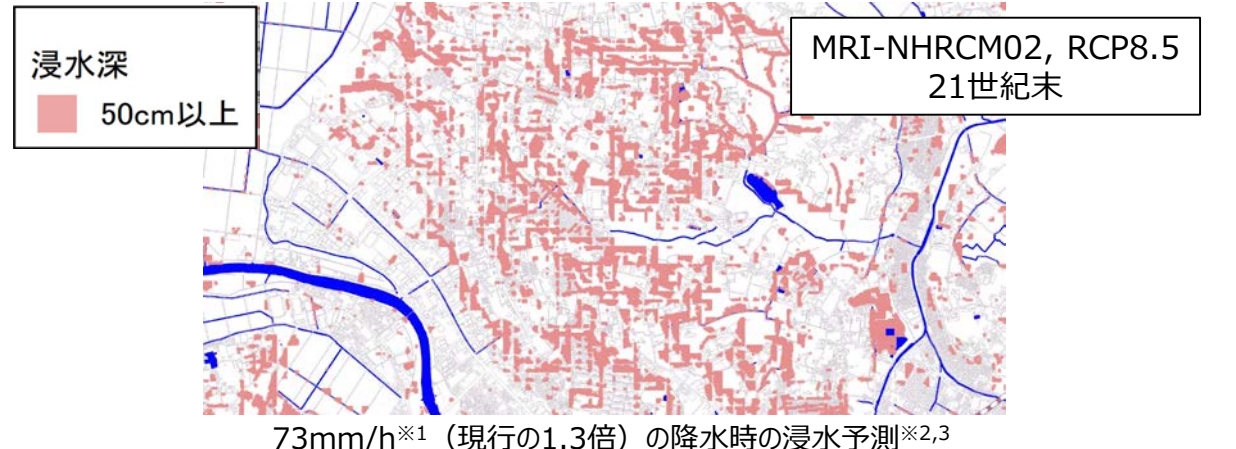 浸水深
50cm以上
MRI-NHRCM02, RCP8.5
21世紀末
73mm/h※1（現行の1.3倍）の降水時の浸水予測※2,3